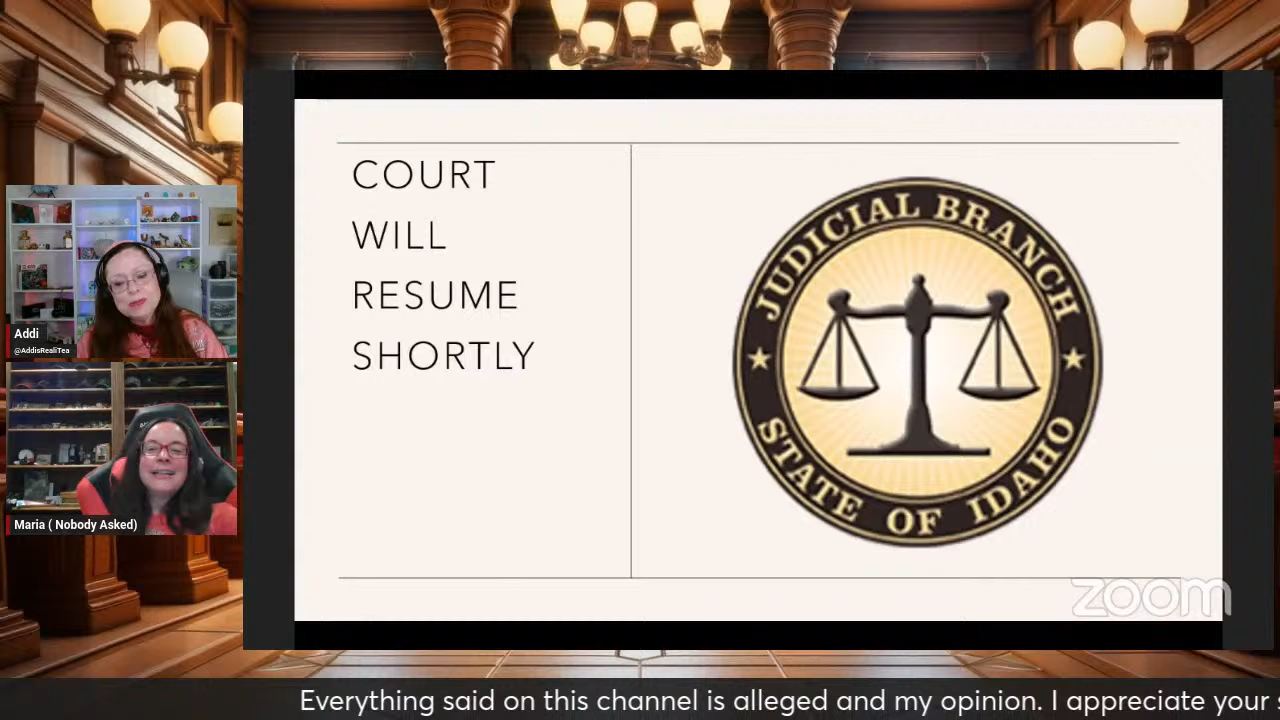 COURT
WILL
RESUME
SHORTLY
JUDICIAL BRANCH
STATE OF IDAHO
zoom
Addi
@AddisRealiTea
Maria ( Nobody Asked)
Everything said on this channel is alleged and my opinion. I appreciate your